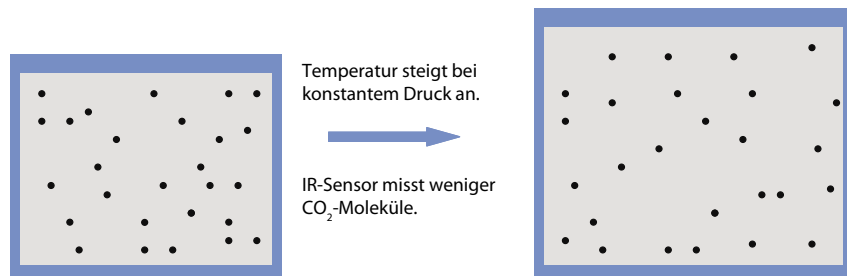 Temperatur steigt bei
konstantem Druck an.
IR-Sensor misst weniger
CO₂-Moleküle.